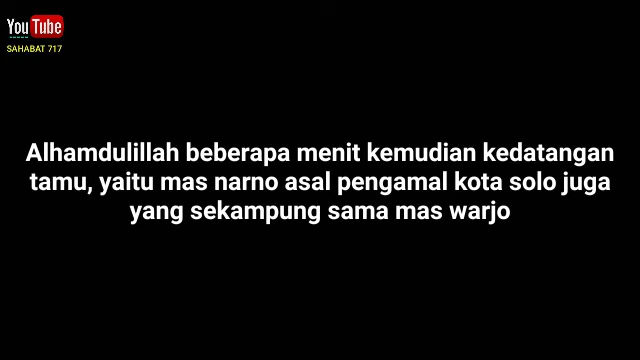 YouTube
SAHABAT 717
Alhamdulillah beberapa menit kemudian kedatangan
tamu, yaitu mas narno asal pengamal kota solo juga
yang sekampung sama mas warjo